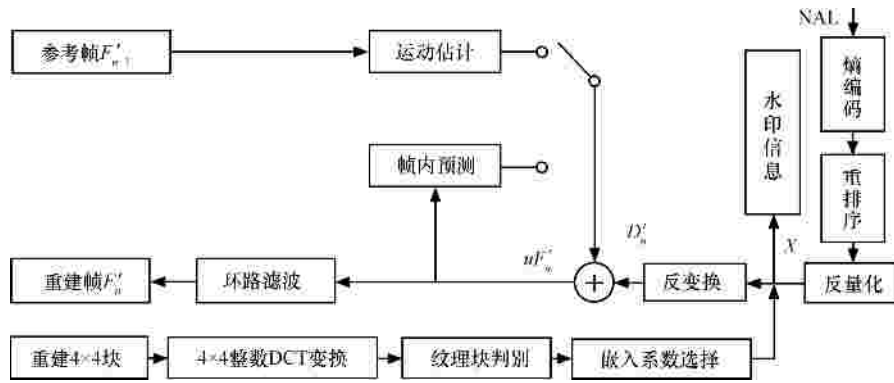 NAL
参考帧F'n-1
运动估计
熵编码
水印信息
帧内预测
重排序
D'n
X
uF'n
重建帧F'n
环路滤波
+
反变换
反量化
重建4×4块
4×4整数DCT变换
纹理块判别
嵌入系数选择